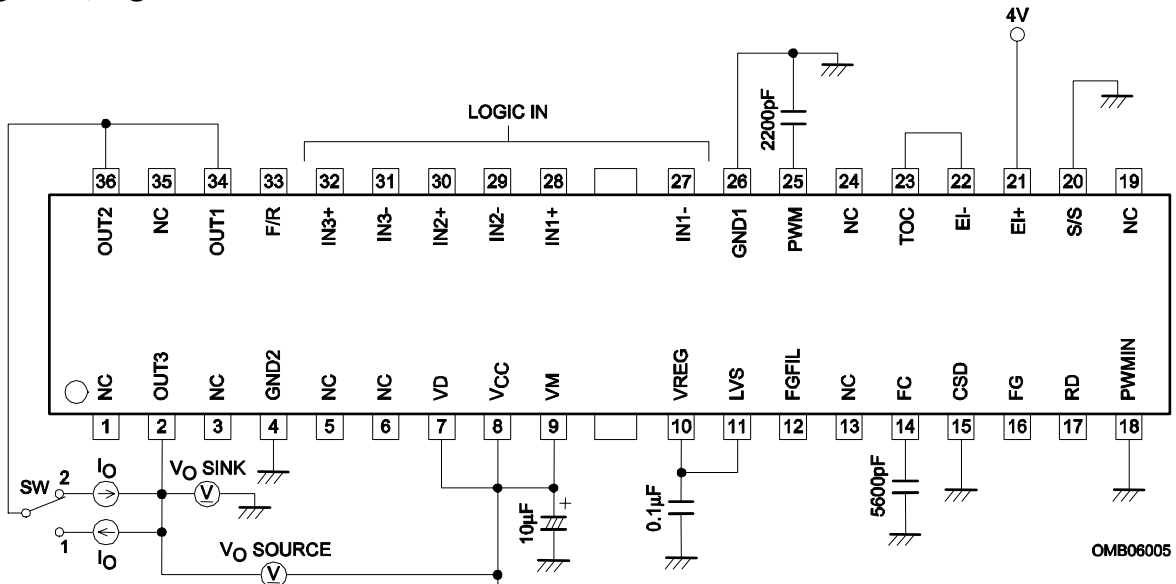 4V
LOGIC IN
2200pF
36 35 34 33 32 31 30 29 28 27 26 25 24 23 22 21 20 19
OUT2 NC OUT1 F/R IN3+ IN3- IN2+ IN2- IN1+ IN1- GND1 PWM NC TOC EI- EI+ S/S NC
NC OUT3 NC GND2 NC NC VD VCC VM VREG LVS FGFIL NC FC CSD FG RD PWMIN
1 2 3 4 5 6 7 8 9 10 11 12 13 14 15 16 17 18
SW 2 IO VO SINK V
1 IO
10µF +
0.1µF
5600pF
VO SOURCE
V
OMB06005